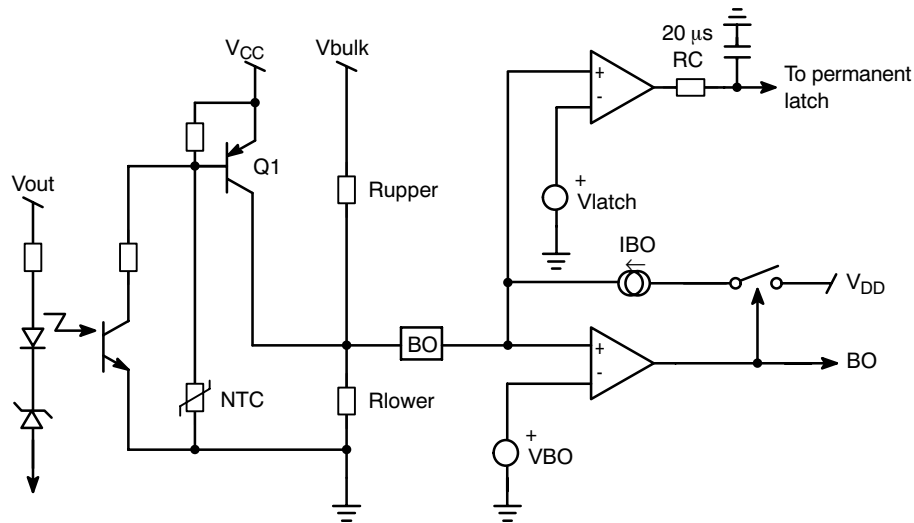 V_CC
Vbulk
20 μs
RC
To permanent
latch
Q1
+
-
Vout
Rupper
+
Vlatch
IBO
V_DD
BO
+
-
BO
NTC
Rlower
+
VBO